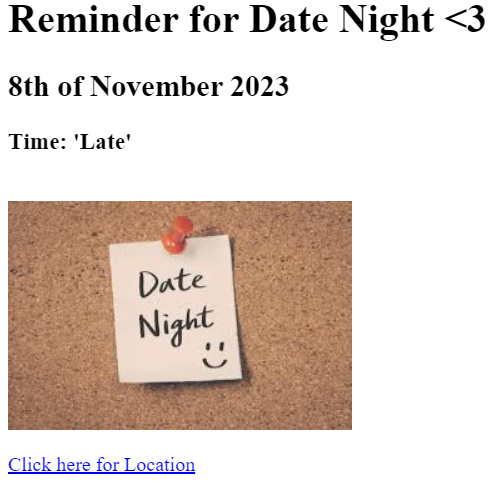 Reminder for Date Night <3
8th of November 2023
Time: 'Late'
Date
Night
Click here for Location